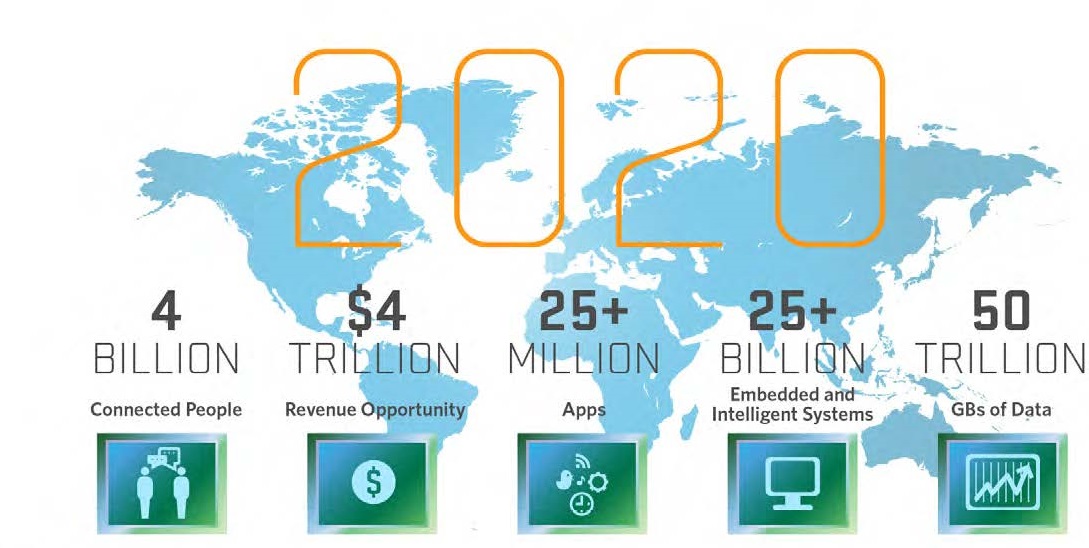 2020
4
BILLION
Connected People
$4
TRILLION
Revenue Opportunity
25+
MILLION
Apps
25+
BILLION
Embedded and
Intelligent Systems
50
TRILLION
GBs of Data
$